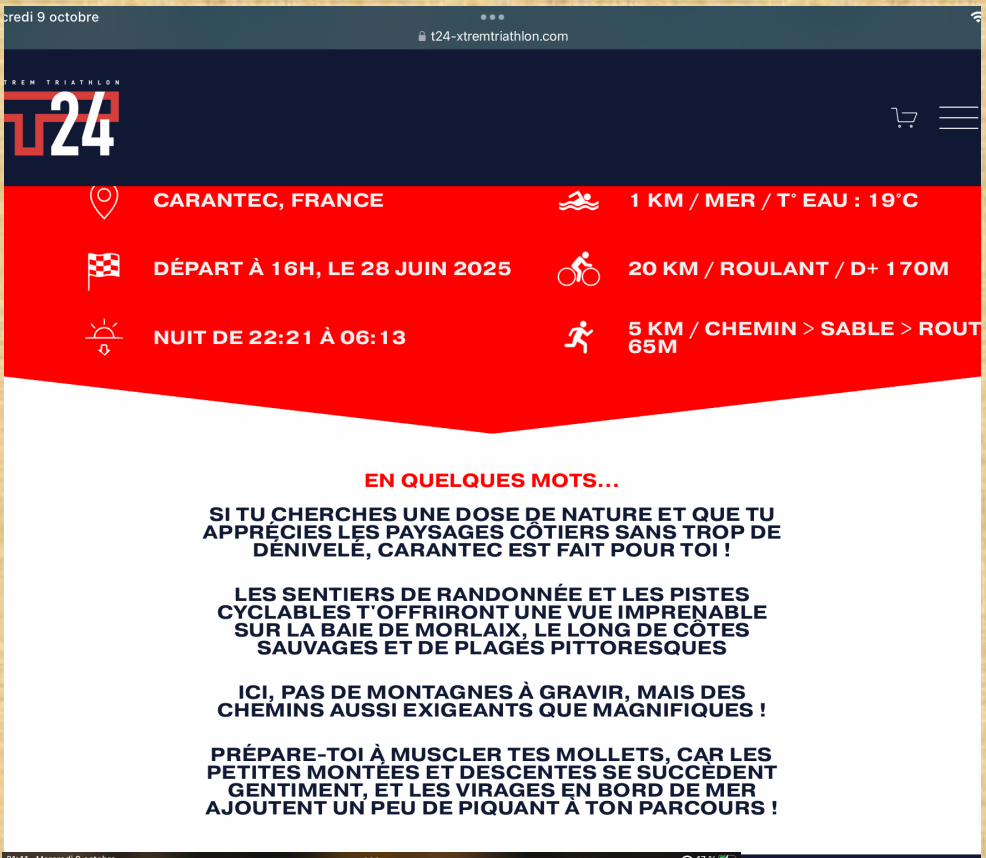 credi 9 octobre
t24-xtremtriathlon.com
TREM TRIATHLON
T24
CARANTEC, FRANCE
1 KM / MER / T° EAU : 19°C
DÉPART À 16H, LE 28 JUIN 2025
20 KM / ROULANT / D+ 170M
NUIT DE 22:21 À 06:13
5 KM / CHEMIN > SABLE > ROUT
65M
EN QUELQUES MOTS...
SI TU CHERCHES UNE DOSE DE NATURE ET QUE TU
APPRÉCIES LES PAYSAGES CÔTIERS SANS TROP DE
DÉNIVELÉ, CARANTEC EST FAIT POUR TOI !
LES SENTIERS DE RANDONNÉE ET LES PISTES
CYCLABLES T'OFFRIRONT UNE VUE IMPRENABLE
SUR LA BAIE DE MORLAIX, LE LONG DE CÔTES
SAUVAGES ET DE PLAGES PITTORESQUES
ICI, PAS DE MONTAGNES À GRAVIR, MAIS DES
CHEMINS AUSSI EXIGEANTS QUE MAGNIFIQUES !
PRÉPARE-TOI À MUSCLER TES MOLLETS, CAR LES
PETITES MONTÉES ET DESCENTES SE SUCCÈDENT
GENTIMENT, ET LES VIRAGES EN BORD DE MER
AJOUTENT UN PEU DE PIQUANT À TON PARCOURS !